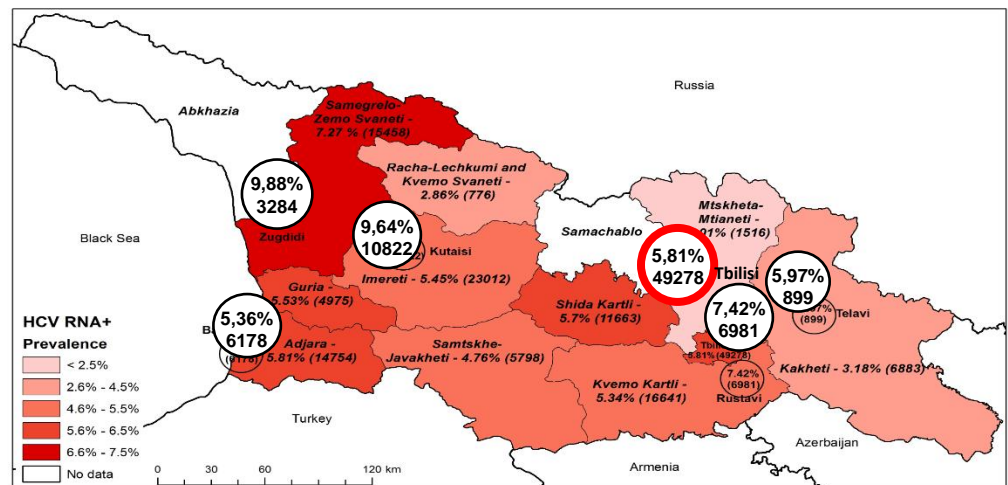 Russia
Abkhazia
Samegrelo-
Zemo Svaneti -
7.27 % (15458)
Racha-Lechkumi and
Kvemo Svaneti -
2.86% (776)
Mtskheta-
Mtianeti -
01% (1516)
9,88%
3284
Zugdidi
9,64%
10822
Kutaisi
Imereti - 5.45% (23012)
Black Sea
Samachablo
5,81%
49278
Tbilisi
7,42%
6981
5,97%
899
97%
(899)
Telavi
Guria -
5.53% (4975)
Shida Kartli -
5.7% (11663)
5,36%
6178
B
(6178)
Adjara -
5.81% (14754)
Samtskhe-
Javakheti - 4.76% (5798)
Tbili
5.81% (49278)
Kvemo Kartli -
5.34% (16641)
7.42%
(6981)
Rustavi
Kakheti - 3.18% (6883)
Turkey
Armenia
Azerbaijan
HCV RNA+
Prevalence
< 2.5%
2.6% - 4.5%
4.6% - 5.5%
5.6% - 6.5%
6.6% - 7.5%
No data
0 30 60 120 km